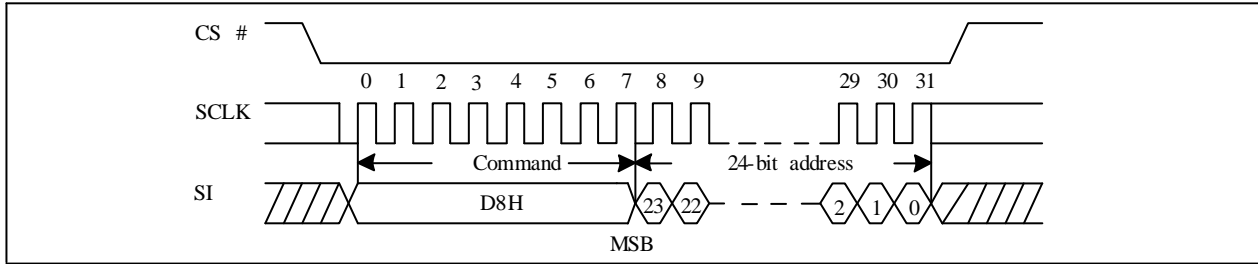 CS #
0 1 2 3 4 5 6 7 8 9 29 30 31
SCLK
Command 24-bit address
SI D8H 23 22 2 1 0
MSB